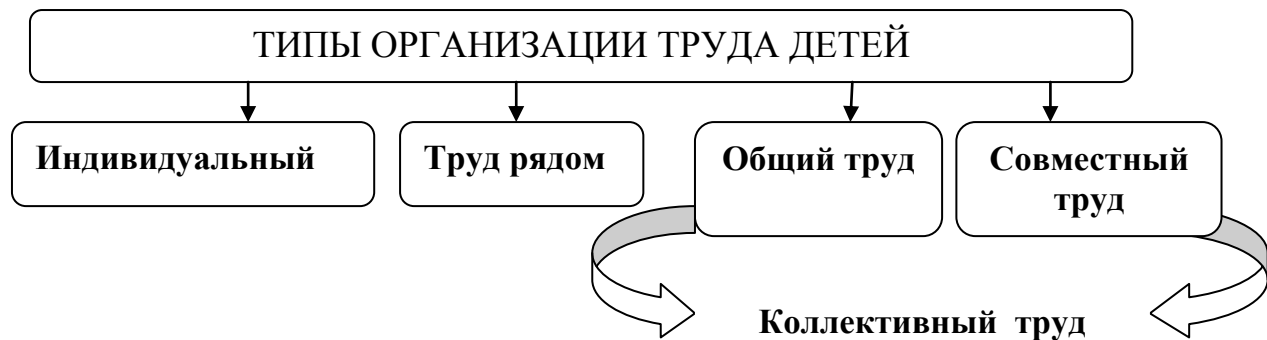 ТИПЫ ОРГАНИЗАЦИИ ТРУДА ДЕТЕЙ
Индивидуальный
Труд рядом
Общий труд
Совместный
труд
Коллективный труд